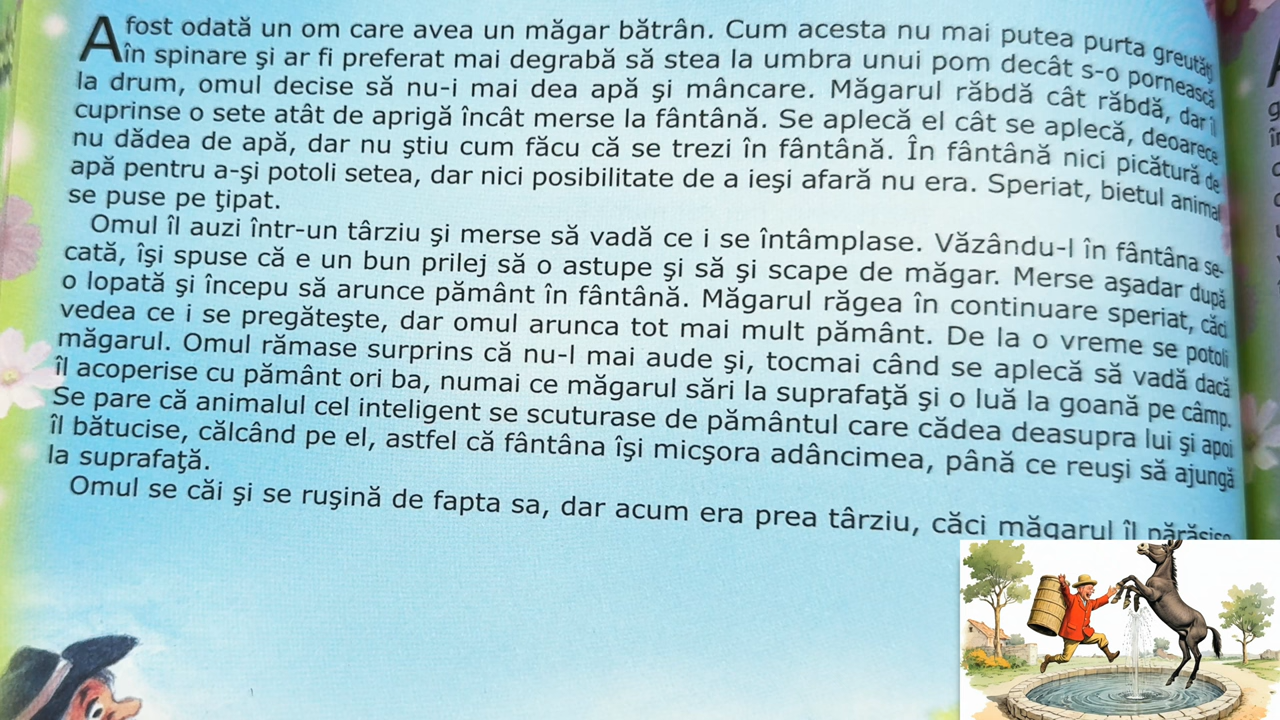 A fost odată un om care avea un măgar bătrân. Cum acesta nu mai putea purta greutăţi
în spinare şi ar fi preferat mai degrabă să stea la umbra unui pom decât s-o pornească
la drum, omul decise să nu-i mai dea apă şi mâncare. Măgarul răbdă cât răbdă, dar îl
cuprinse o sete atât de aprigă încât merse la fântână. Se aplecă el cât se aplecă, deoarece
nu dădea de apă, dar nu ştiu cum făcu că se trezi în fântână. În fântână nici picătură de
apă pentru a-şi potoli setea, dar nici posibilitate de a ieşi afară nu era. Speriat, bietul animal
se puse pe ţipat.
Omul îl auzi într-un târziu şi merse să vadă ce i se întâmplase. Văzându-l în fântâna se-
cată, îşi spuse că e un bun prilej să o astupe şi să şi scape de măgar. Merse aşadar după
o lopată şi începu să arunce pământ în fântână. Măgarul răgea în continuare speriat, căci
vedea ce i se pregăteşte, dar omul arunca tot mai mult pământ. De la o vreme se potoli
măgarul. Omul rămase surprins că nu-l mai aude şi, tocmai când se aplecă să vadă dacă
îl acoperise cu pământ ori ba, numai ce măgarul sări la suprafaţă şi o luă la goană pe câmp.
Se pare că animalul cel inteligent se scuturase de pământul care cădea deasupra lui şi apoi
îl bătucise, călcând pe el, astfel că fântâna îşi micşora adâncimea, până ce reuşi să ajungă
la suprafaţă.
Omul se căi şi se ruşină de fapta sa, dar acum era prea târziu, căci măgarul îl părăsise